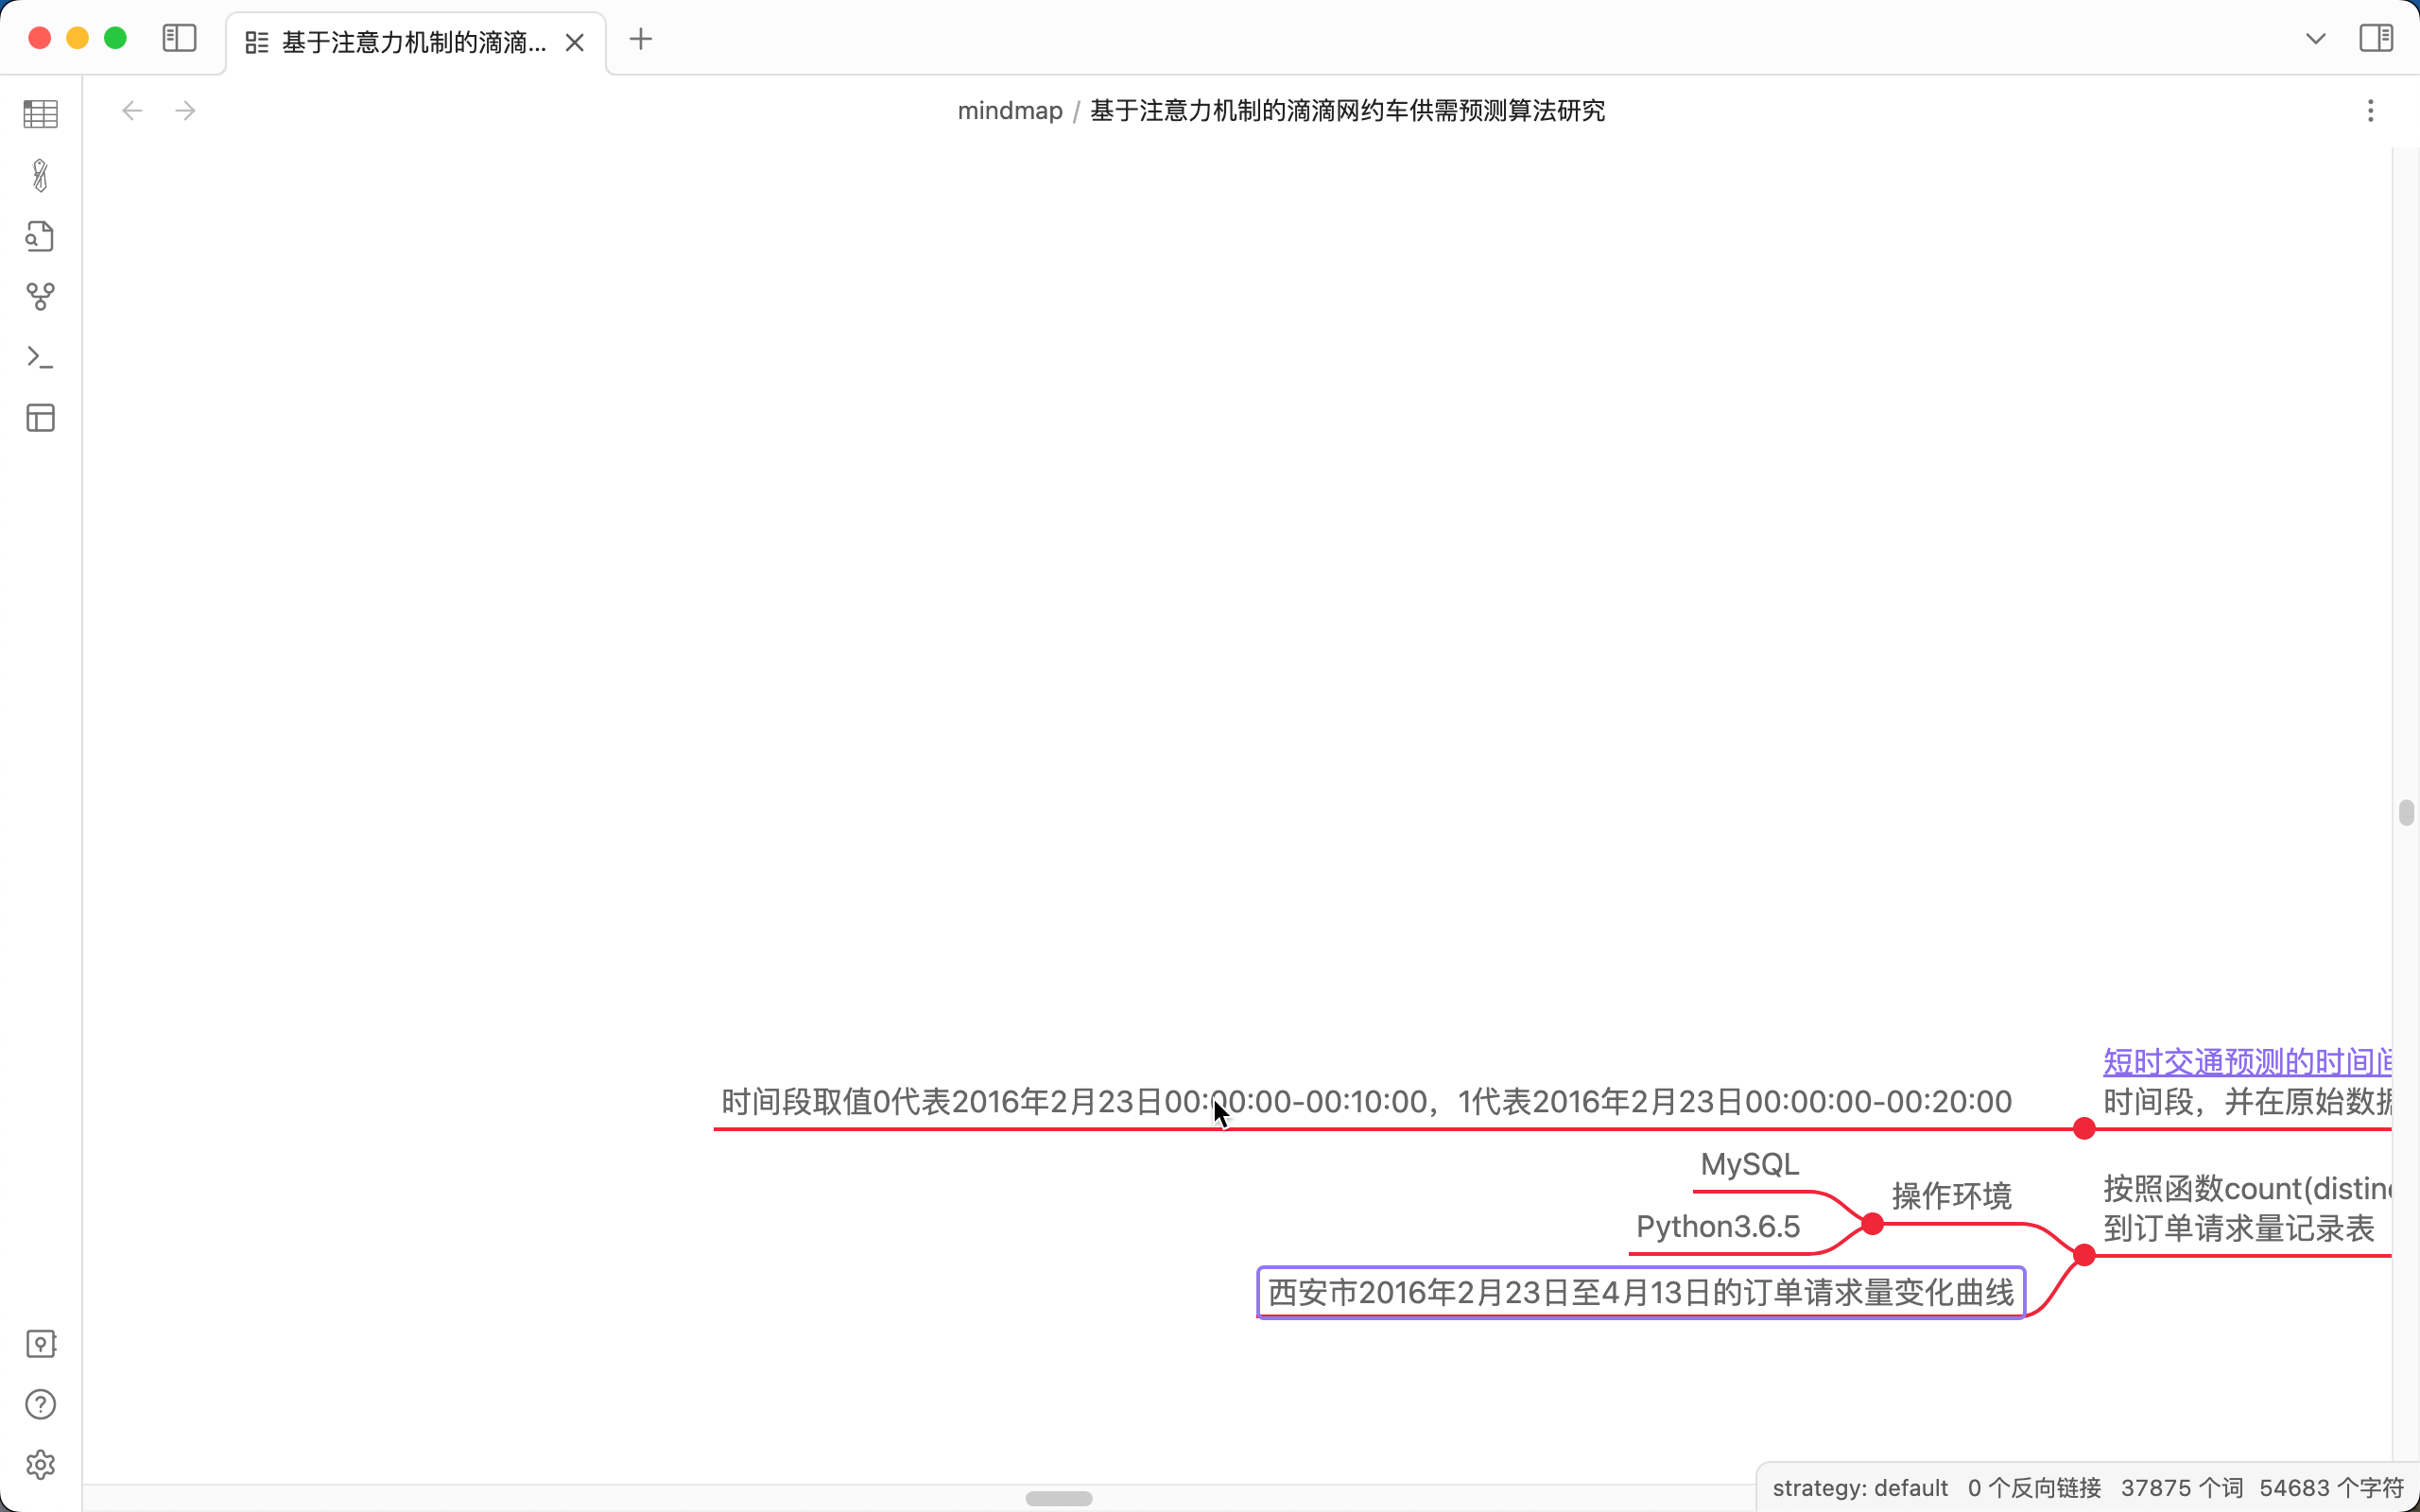 基于注意力机制的滴滴...
mindmap / 基于注意力机制的滴滴网约车供需预测算法研究
短时交通预测的时间
时间段，并在原始数据
时间段取值0代表2016年2月23日00:00:00-00:10:00，1代表2016年2月23日00:00:00-00:20:00
MySQL
操作环境
Python3.6.5
按照函数count(distinc
到订单请求量记录表
西安市2016年2月23日至4月13日的订单请求量变化曲线
strategy: default 0 个反向链接 37875 个词 54683 个字符